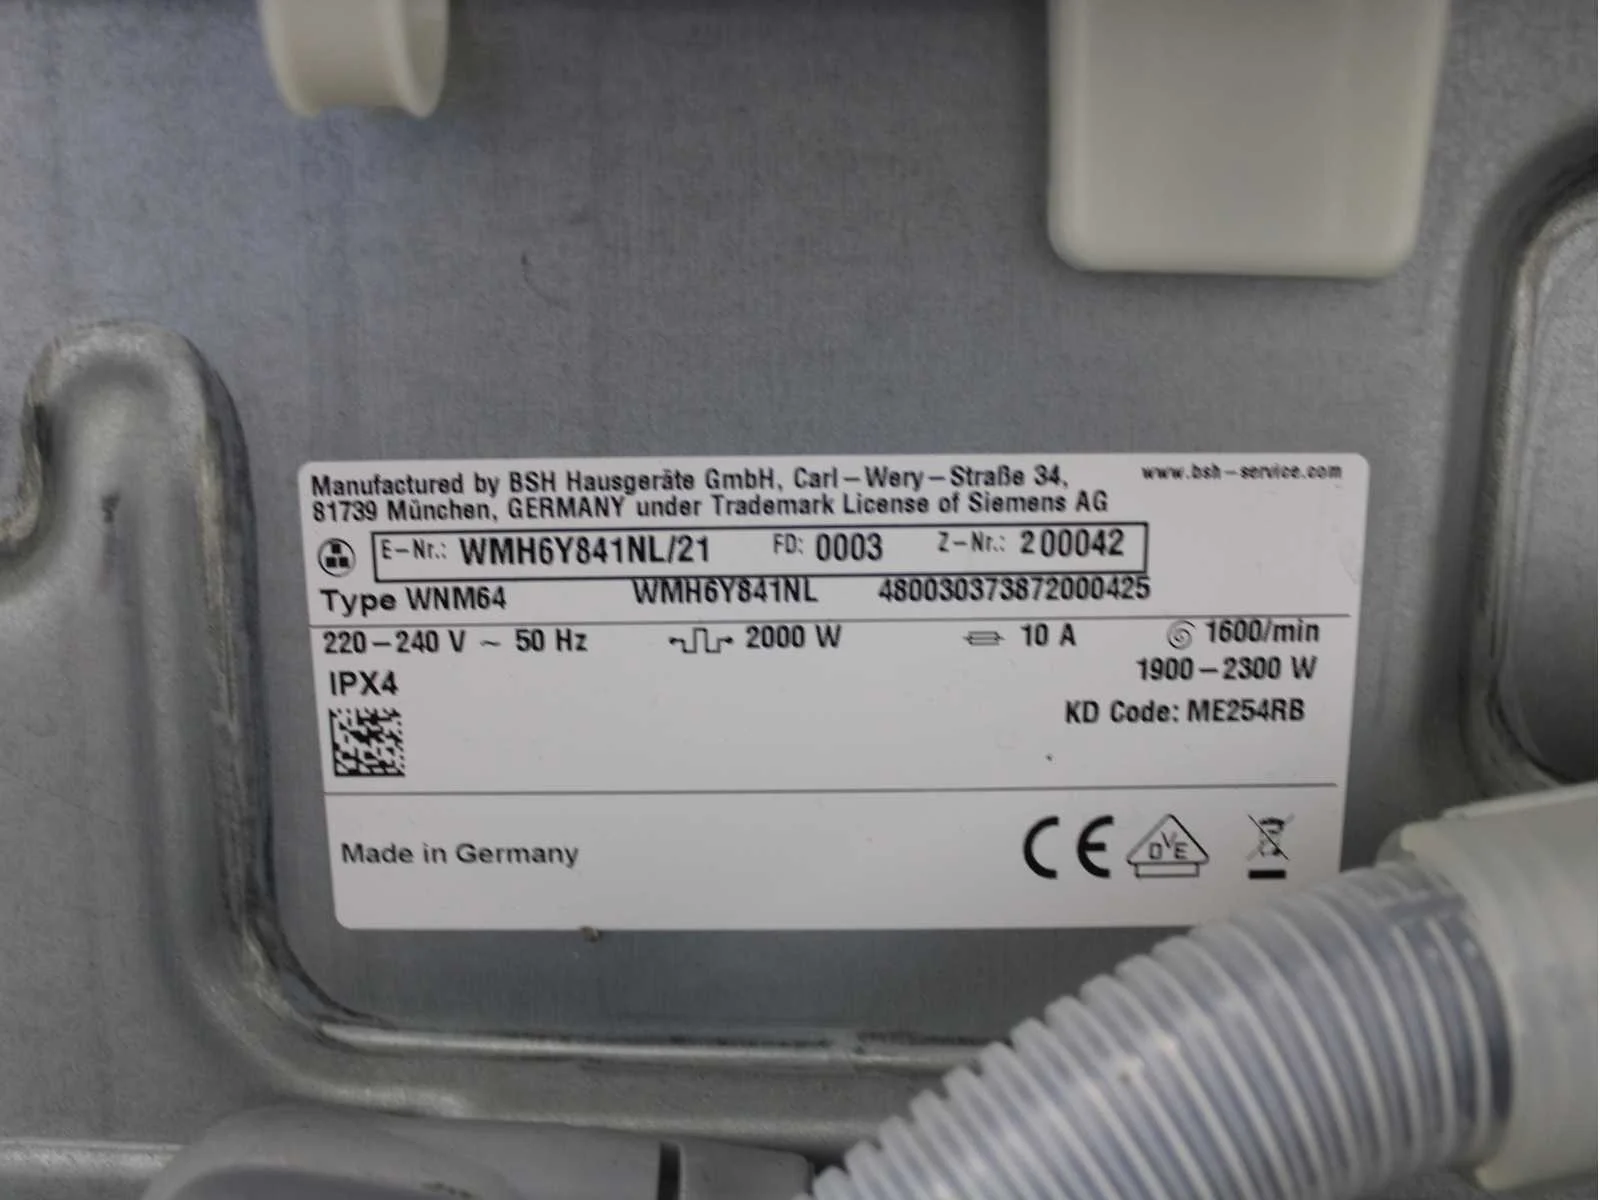 Manufactured by BSH Hausgeräte GmbH, Carl-Wery-Straße 34,
81739 München, GERMANY under Trademark License of Siemens AG
www.bsh-service.com
E-Nr.: WMH6Y841NL/21 FD: 0003 Z-Nr.: 200042
Type WNM64 WMH6Y841NL 480030373872000425
220-240 V ~ 50 Hz 2000 W 10 A 1600/min
1900-2300 W
IPX4
KD Code: ME254RB
Made in Germany
CE DVE